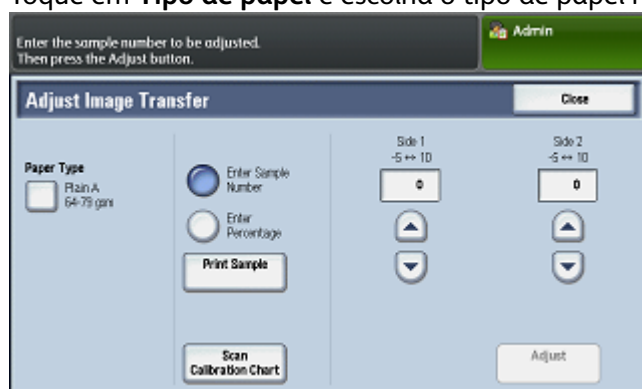 Toque em Tipo de papel e escolha o tipo de papel
Enter the sample number to be adjusted.
Then press the Adjust button.
Admin
Adjust Image Transfer
Close
Paper Type
Plain A
64-79 gsm
Enter Sample
Number
Enter
Percentage
Print Sample
Scan
Calibration Chart
Side 1
-5 ↔ 10
0
Side 2
-5 ↔ 10
0
Adjust